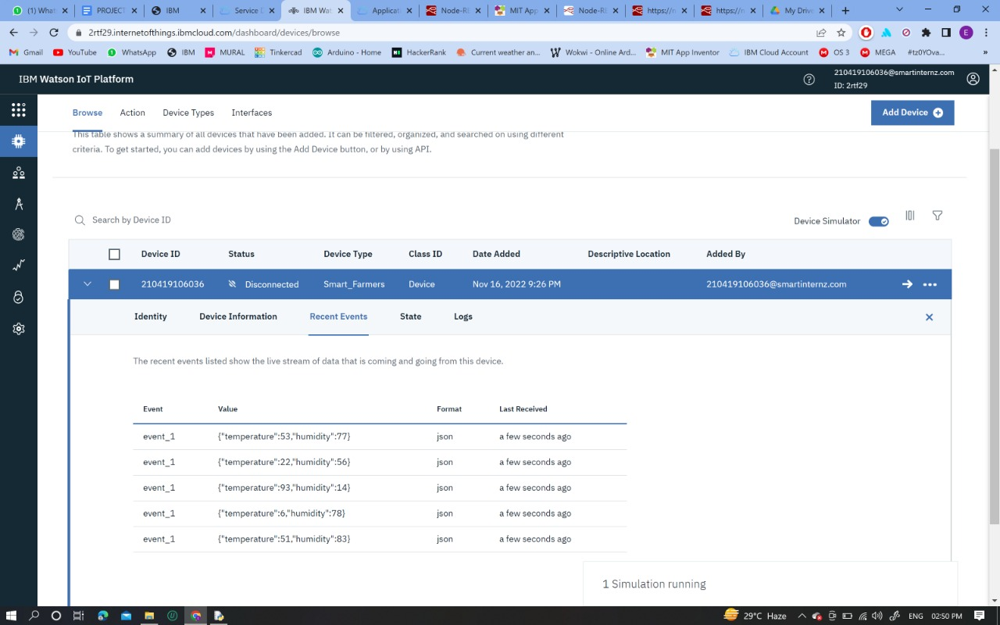 PROJECT
Service D
IBM Wat
Node-RE
MIT App
Node-RE
https://n
https://n
My Drive
2rtf29.internetofthings.ibmcloud.com/dashboard/devices/browse
E
Gmail YouTube WhatsApp IBM MURAL Tinkercad Arduino - Home HackerRank Current weather an... Wokwi - Online Ard... MIT App Inventor IBM Cloud Account OS 3 MEGA #tz0YOva... »
IBM Watson IoT Platform
210419106036@smartinternz.com
ID: 2rtf29
Browse Action Device Types Interfaces
Add Device
This table shows a summary of all devices that have been added. It can be filtered, organized, and searched on using different
criteria. To get started, you can add devices by using the Add Device button, or by using API.
Search by Device ID
Device Simulator
Device ID Status Device Type Class ID Date Added Descriptive Location Added By
210419106036 Disconnected Smart_Farmers Device Nov 16, 2022 9:26 PM 210419106036@smartinternz.com
Identity Device Information Recent Events State Logs
The recent events listed show the live stream of data that is coming and going from this device.
Event Value Format Last Received
event_1 {"temperature":53,"humidity":77} json a few seconds ago
event_1 {"temperature":22,"humidity":56} json a few seconds ago
event_1 {"temperature":93,"humidity":14} json a few seconds ago
event_1 {"temperature":6,"humidity":78} json a few seconds ago
event_1 {"temperature":51,"humidity":83} json a few seconds ago
1 Simulation running
29°C Haze ENG 02:50 PM